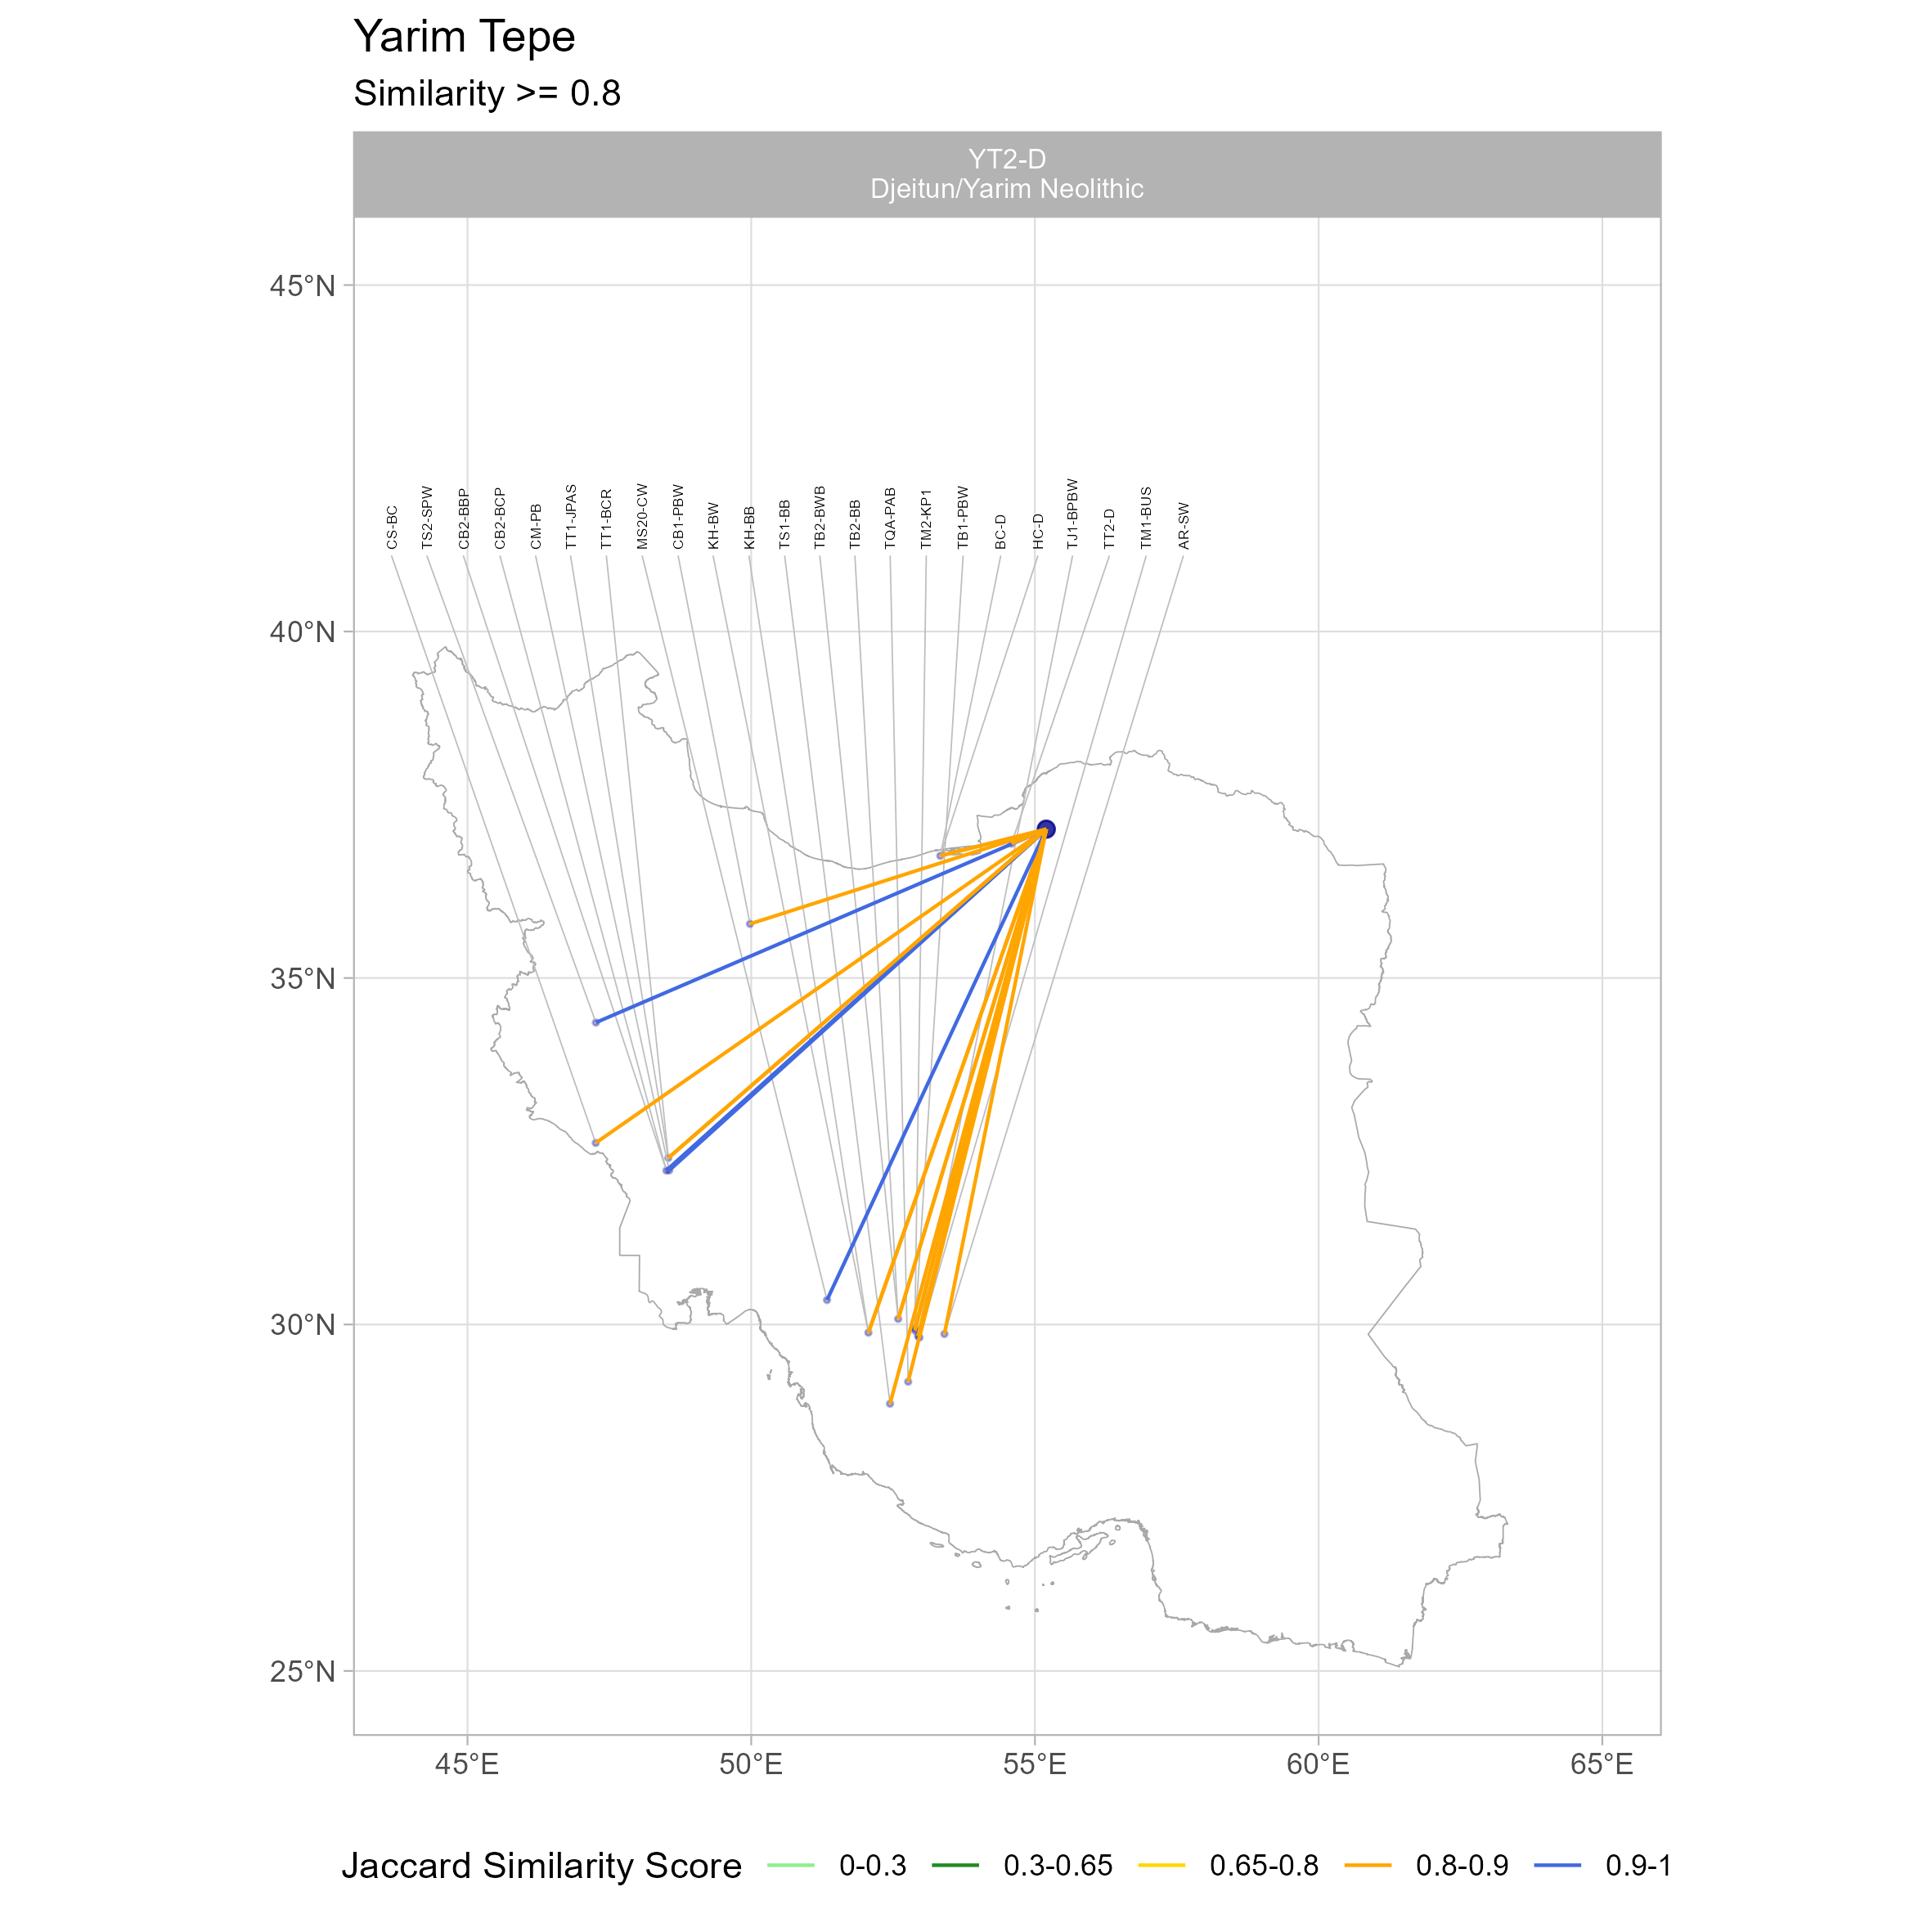 Yarim Tepe
Similarity >= 0.8
YT2-D
Djeitun/Yarim Neolithic
45°N
40°N
35°N
30°N
25°N
CS-BC
TS2-SPW
CB2-BBP
CB2-BCP
CM-PB
TT1-JPAS
TT1-BCR
MS20-CW
CB1-PBW
KH-BW
KH-BB
TS1-BB
TB2-BWB
TB2-BB
TQA-PAB
TM2-KP1
TB1-PBW
BC-D
HC-D
TJ1-BPBW
TT2-D
TM1-BUS
AR-SW
45°E
50°E
55°E
60°E
65°E
Jaccard Similarity Score 0-0.3 0.3-0.65 0.65-0.8 0.8-0.9 0.9-1